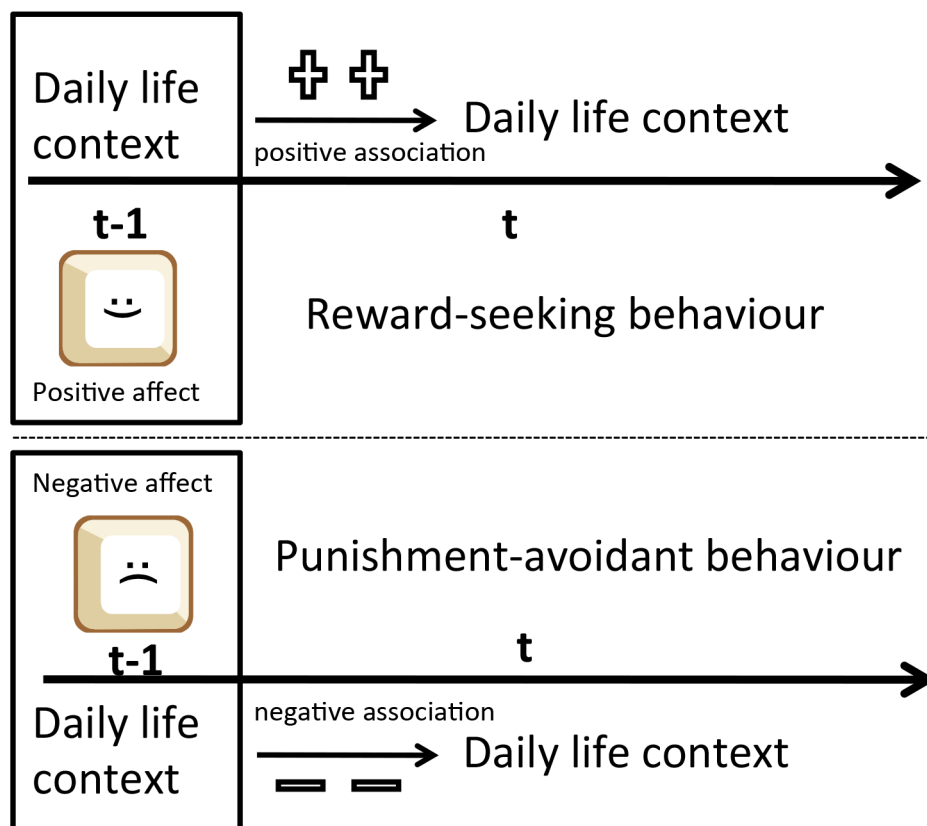 Daily life
context
Daily life context
positive association
t-1
t
:)
Reward-seeking behaviour
Positive affect
Negative affect
:(
Punishment-avoidant behaviour
t-1
t
Daily life
context
negative association
Daily life context